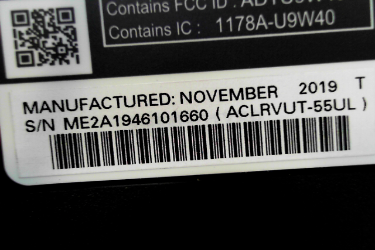 Contains FCC ID :
Contains IC : 1178A-U9W40
MANUFACTURED: NOVEMBER 2019 T
S/N ME2A1946101660 ( ACLRVUT-55UL )